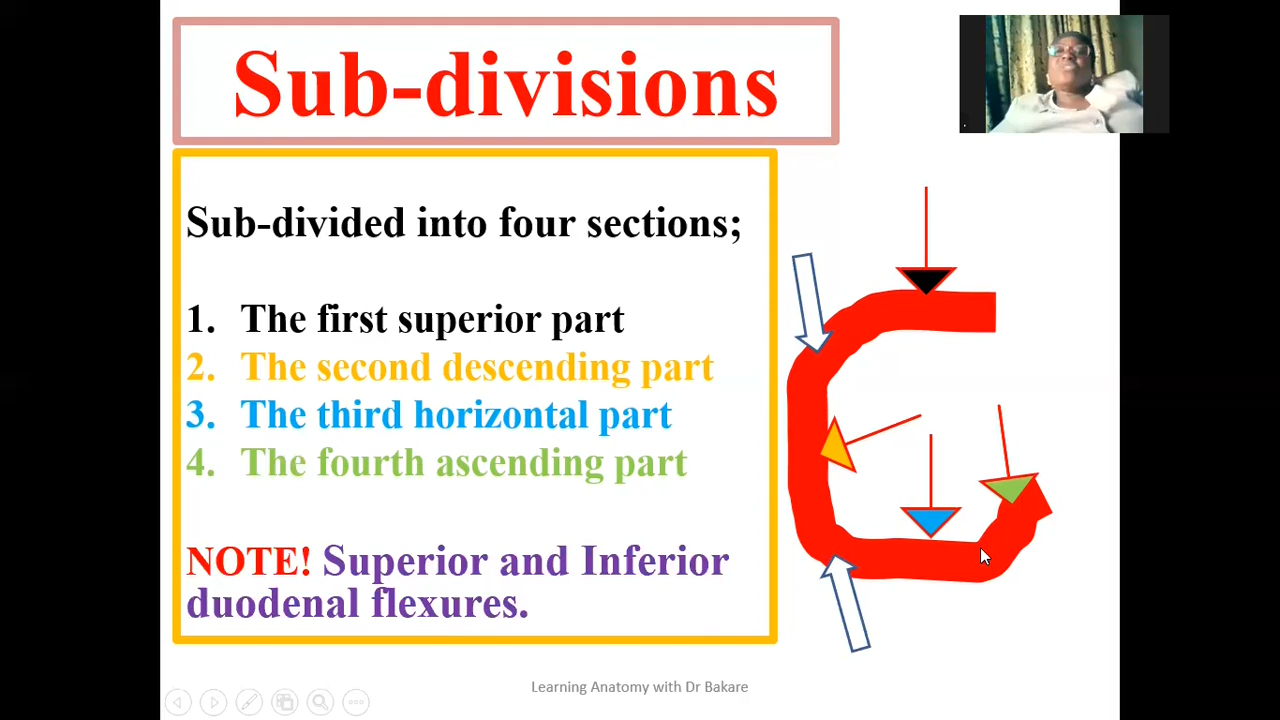 Sub-divisions
Sub-divided into four sections;
1. The first superior part
2. The second descending part
3. The third horizontal part
4. The fourth ascending part
NOTE! Superior and Inferior
duodenal flexures.
Learning Anatomy with Dr Bakare